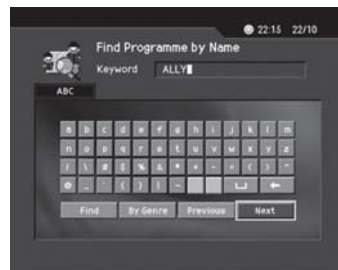 22:15 22/10
Find Programme by Name
Keyword ALLY
ABC
a b c d e f g h i j k l m
n o p q r s t u v w x y z
Find By Genre Previous Next